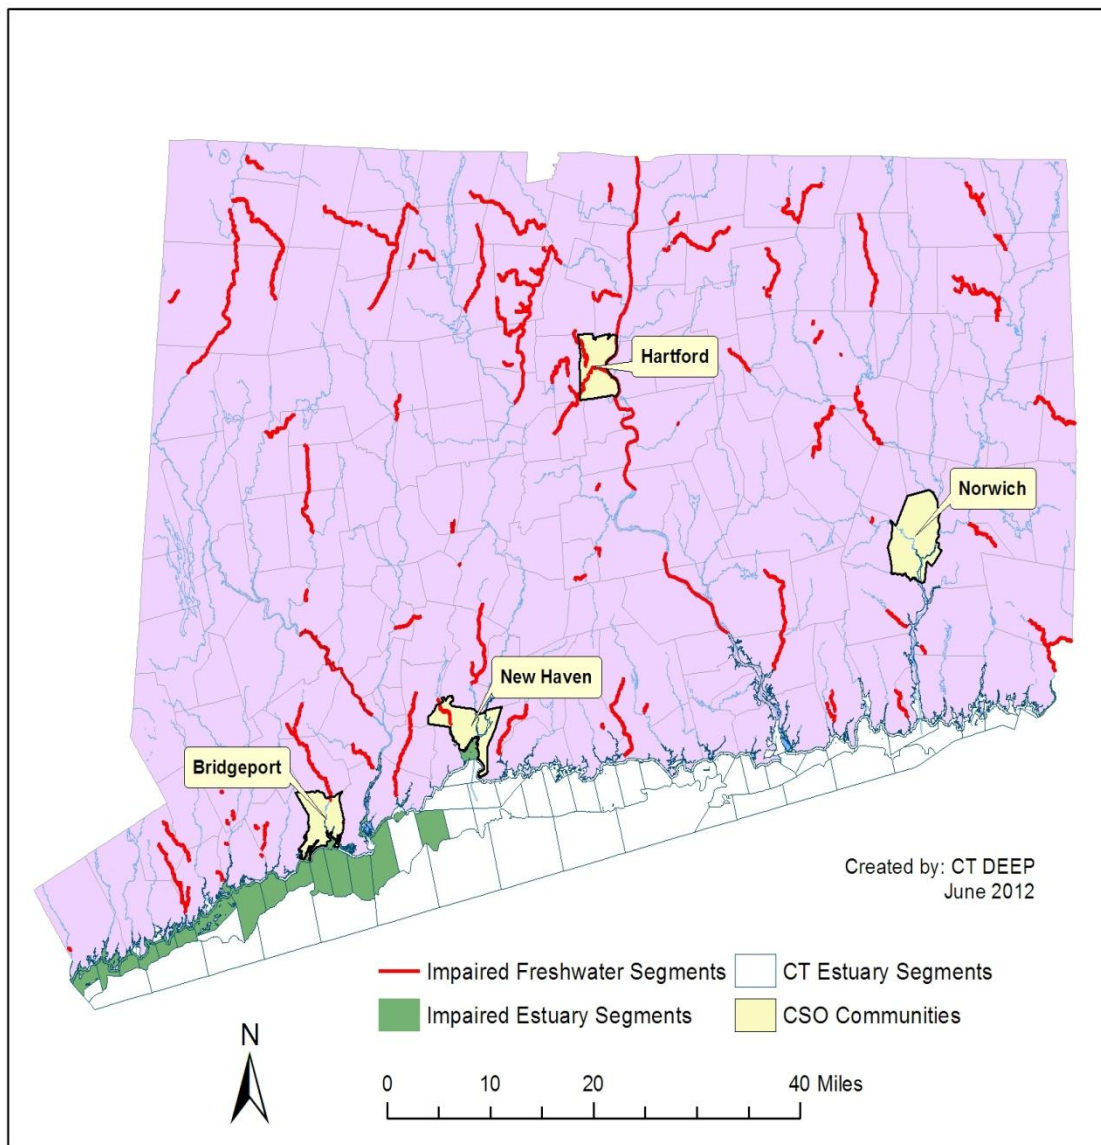 Hartford
Norwich
New Haven
Bridgeport
Created by: CT DEEP
June 2012
Impaired Freshwater Segments
CT Estuary Segments
Impaired Estuary Segments
CSO Communities
N
0 10 20 40 Miles